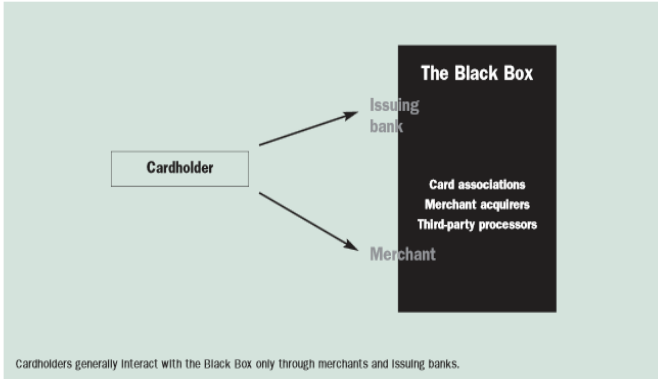 The Black Box
Issuing
bank
Cardholder
Card associations
Merchant acquirers
Third-party processors
Merchant
Cardholders generally interact with the Black Box only through merchants and issuing banks.